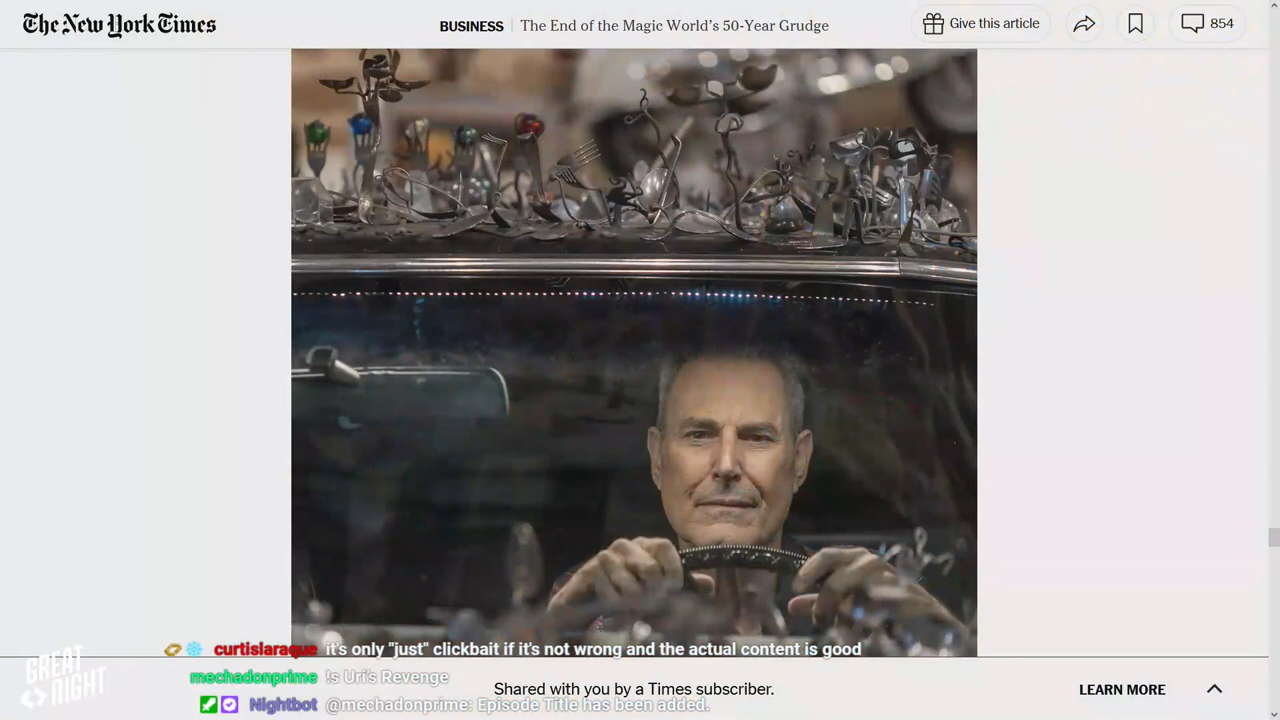 The New York Times
BUSINESS | The End of the Magic World’s 50-Year Grudge
Give this article
854
curtislaraque it's only "just" clickbait if it's not wrong and the actual content is good
mechadonprime !s Uri's Revenge
Nightbot @mechadonprime: Episode Title has been added.
GREAT
NIGHT
Shared with you by a Times subscriber.
LEARN MORE